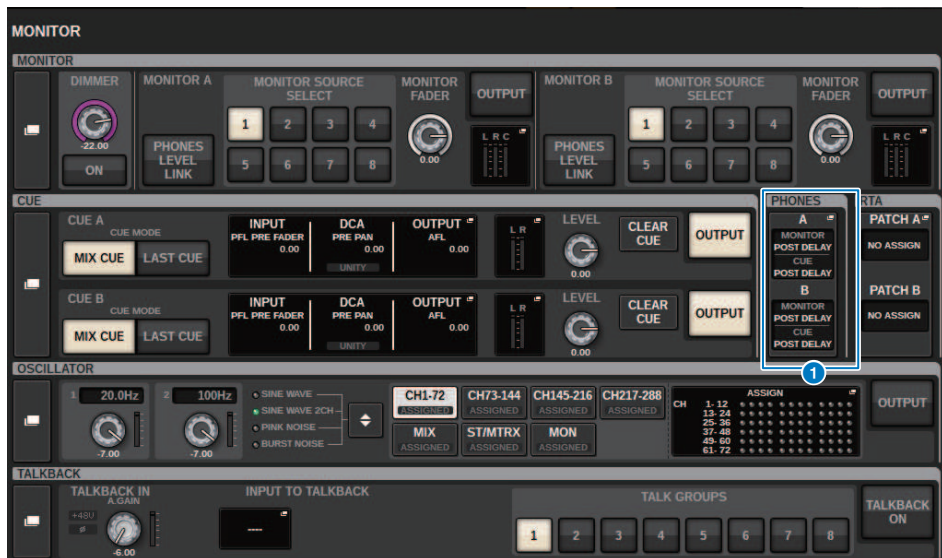 MONITOR
MONITOR
DIMMER
-22.00
ON
MONITOR A
PHONES
LEVEL
LINK
MONITOR SOURCE
SELECT
1 2 3 4
5 6 7 8
MONITOR
FADER
0.00
OUTPUT
L R C
MONITOR B
PHONES
LEVEL
LINK
MONITOR SOURCE
SELECT
1 2 3 4
5 6 7 8
MONITOR
FADER
0.00
OUTPUT
L R C
CUE
CUE A
CUE MODE
MIX CUE LAST CUE
INPUT
PFL PRE FADER
0.00
DCA
PRE PAN
0.00
UNITY
OUTPUT
AFL
0.00
L R
LEVEL
0.00
CLEAR
CUE
OUTPUT
CUE B
CUE MODE
MIX CUE LAST CUE
INPUT
PFL PRE FADER
0.00
DCA
PRE PAN
0.00
UNITY
OUTPUT
AFL
0.00
L R
LEVEL
0.00
CLEAR
CUE
OUTPUT
PHONES
A
MONITOR
POST DELAY
CUE
POST DELAY
B
MONITOR
POST DELAY
CUE
POST DELAY
1
RTA
PATCH A
NO ASSIGN
PATCH B
NO ASSIGN
OSCILLATOR
1 20.0Hz
-7.00
2 100Hz
-7.00
SINE WAVE
SINE WAVE 2CH
PINK NOISE
BURST NOISE
CH1-72
ASSIGNED
CH73-144
ASSIGNED
CH145-216
ASSIGNED
CH217-288
ASSIGNED
MIX
ASSIGNED
ST/MTRX
ASSIGNED
MON
ASSIGNED
ASSIGN
CH 1- 12
13- 24
25- 36
37- 48
49- 60
61- 72
OUTPUT
TALKBACK
TALKBACK IN
A.GAIN
+48V
ø
-6.00
INPUT TO TALKBACK
----
TALK GROUPS
1 2 3 4 5 6 7 8
TALKBACK
ON